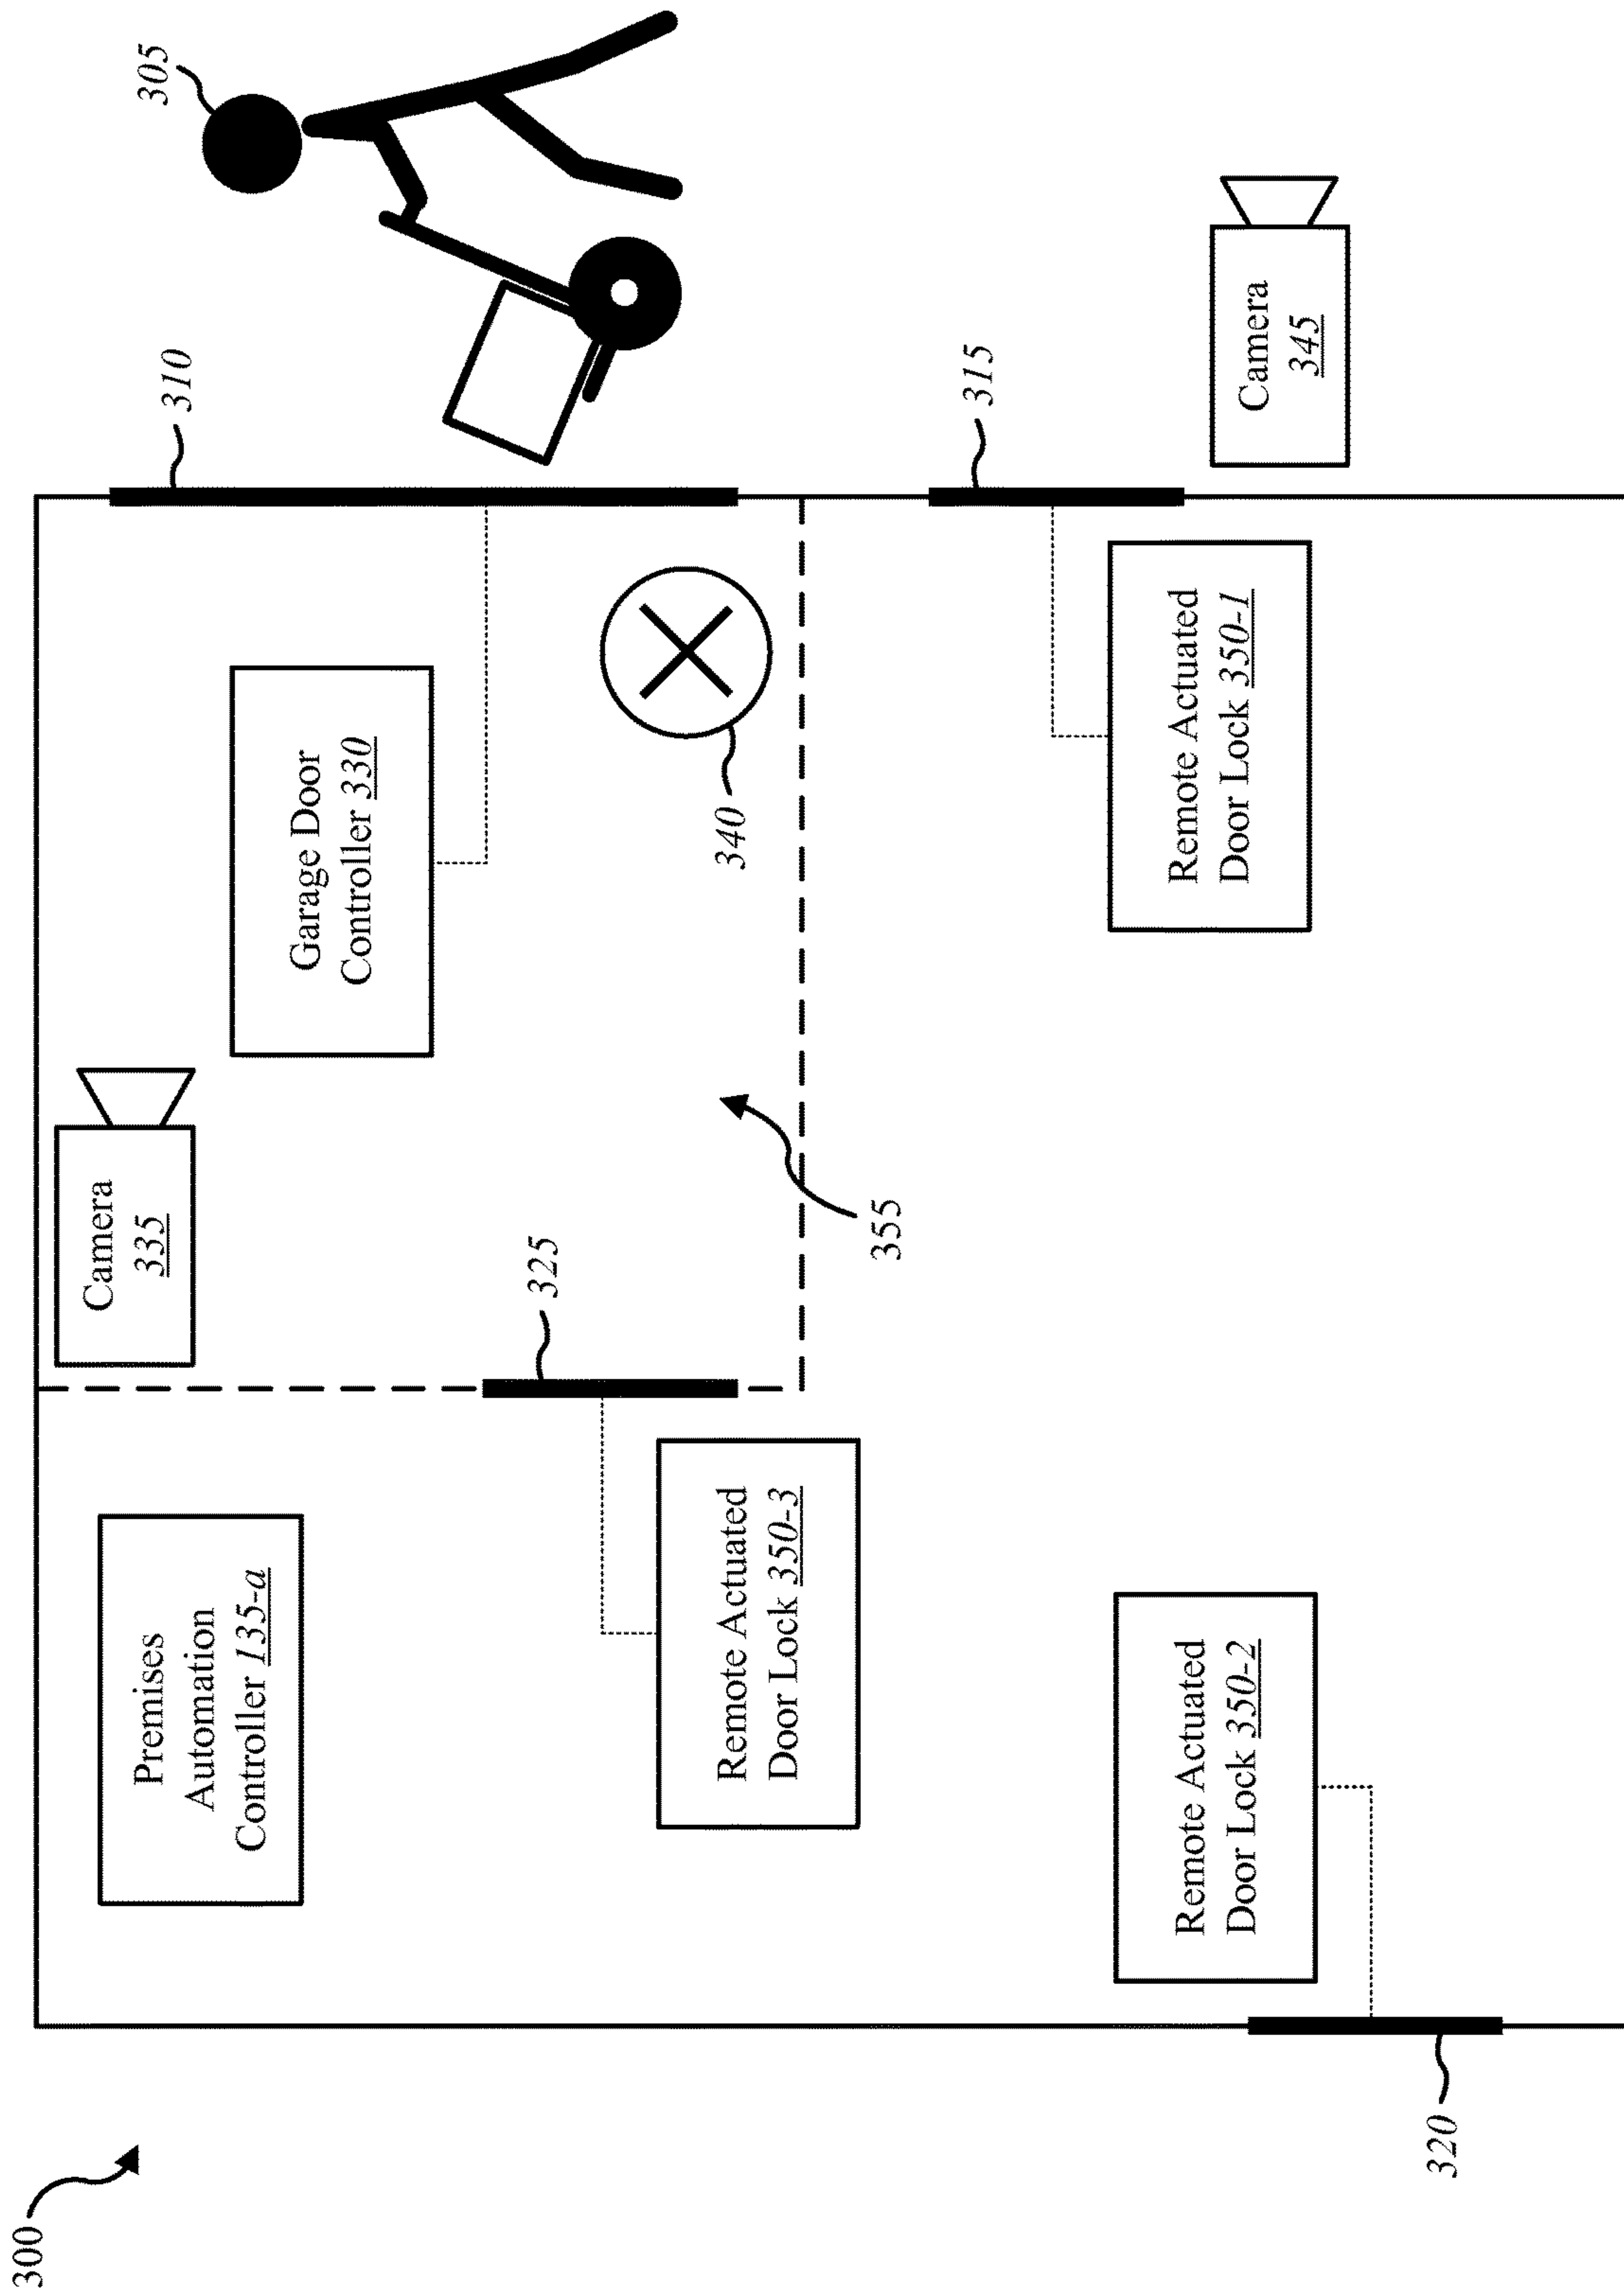 300
305
310
315
320
325
Premises
Automation
Controller 135-a
Camera
335
Garage Door
Controller 330
340
355
Remote Actuated
Door Lock 350-3
Remote Actuated
Door Lock 350-2
Remote Actuated
Door Lock 350-1
Camera
345